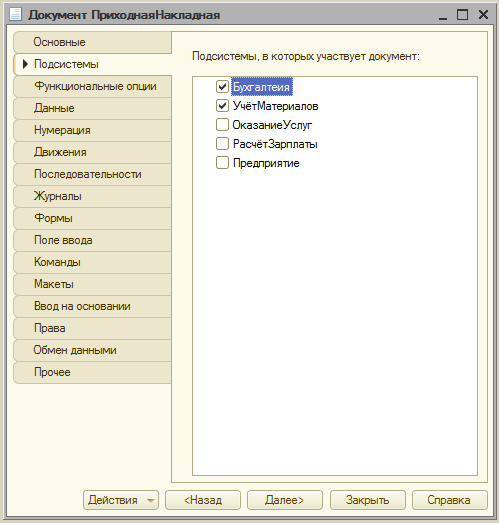 Документ ПриходнаяНакладная
Основные
Подсистемы
Функциональные опции
Данные
Нумерация
Движения
Последовательности
Журналы
Формы
Поле ввода
Команды
Макеты
Ввод на основании
Права
Обмен данными
Прочее
Подсистемы, в которых участвует документ:
Бухгалтеия
УчётМатериалов
ОказаниеУслуг
РасчётЗарплаты
Предприятие
Действия
<Назад
Далее>
Закрыть
Справка